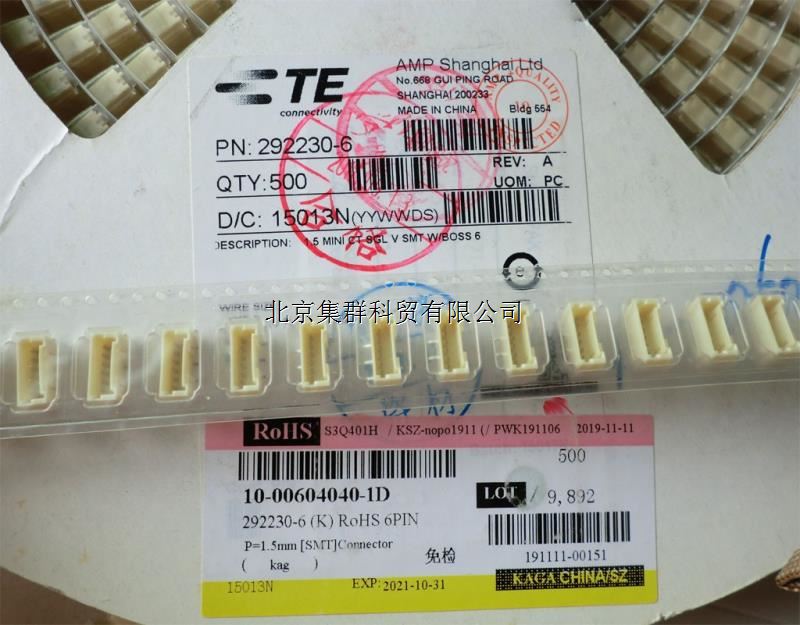 TE
connectivity
AMP Shanghai Ltd
No.668 GUI PING ROAD
SHANGHAI 200233
MADE IN CHINA Bldg 564
PN: 292230-6
REV: A
QTY: 500
UOM: PC
D/C: 15013N (YYWWDS)
DESCRIPTION: 1.5 MINI CT SGL V SMT W/BOSS 6
合格
WIRE
北京集群科贸有限公司
RoHS S3Q401H / KSZ-nopo1911 (/ PWK191106 2019-11-11
500
10-00604040-1D
LOT / 9,892
292230-6 (K) RoHS 6PIN
P=1.5mm [SMT]Connector
( kag ) 免检
191111-00151
15013N EXP: 2021-10-31 KAGA CHINA/SZ